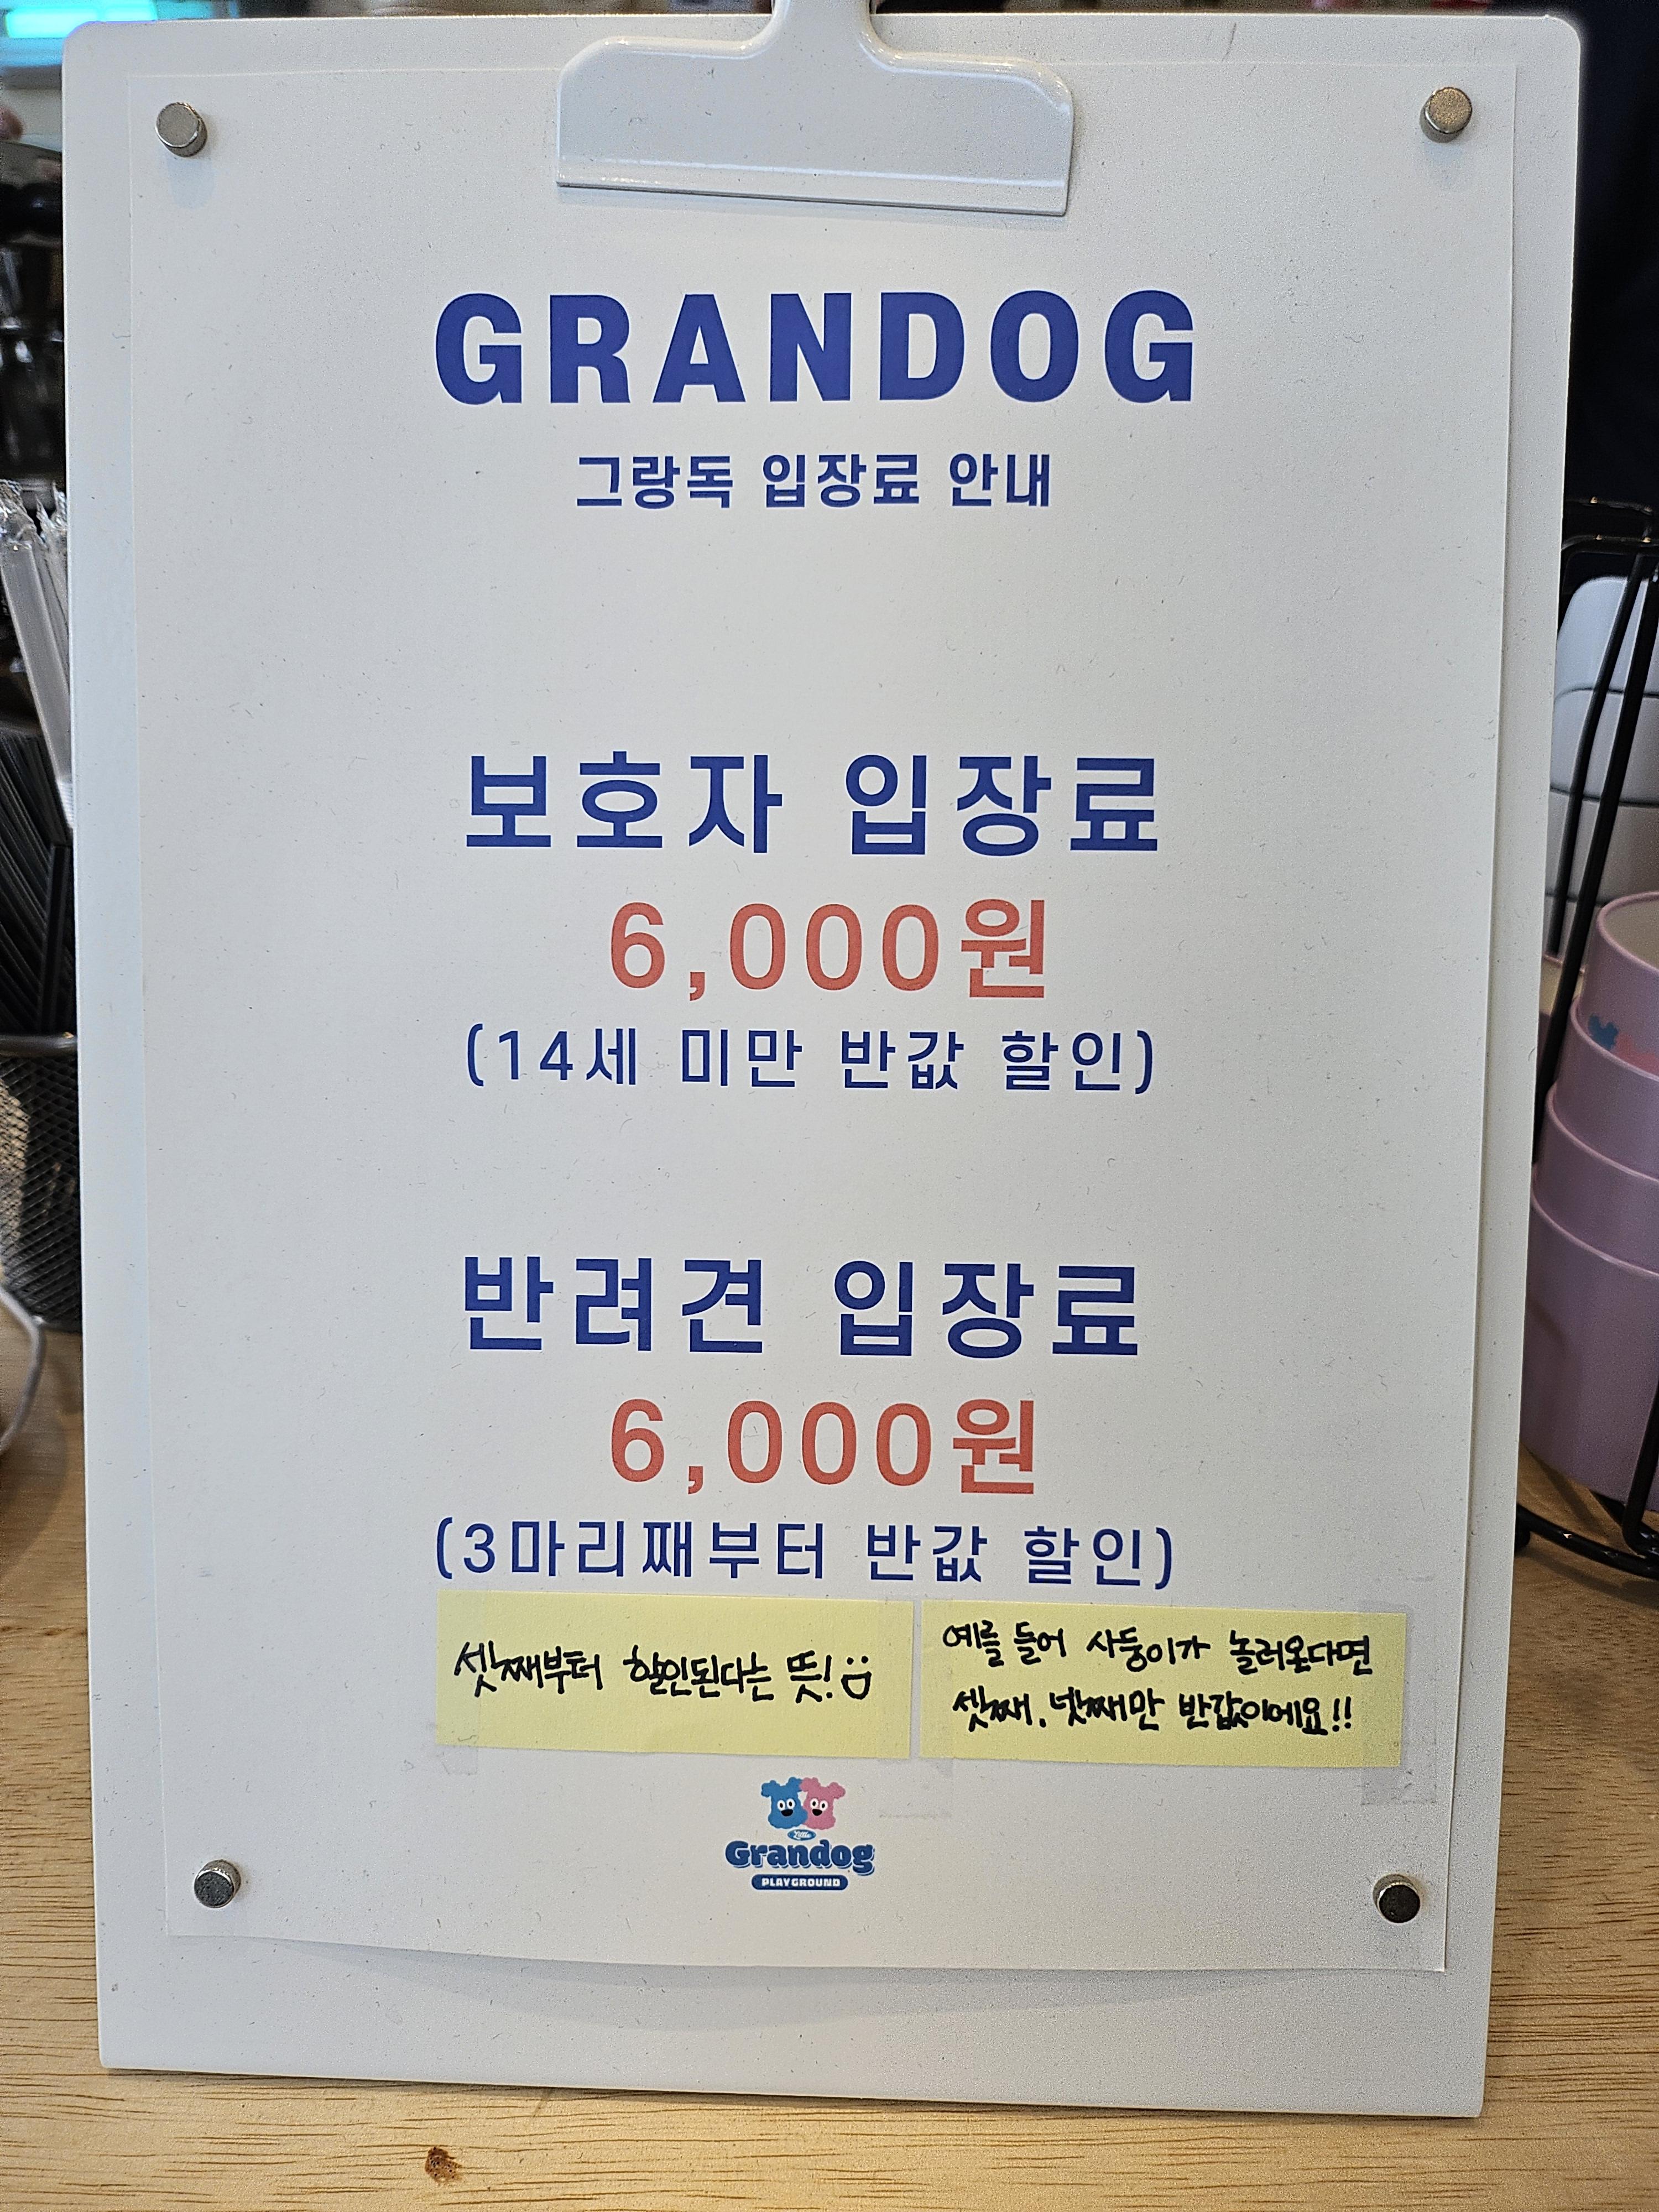 GRANDOG
그랑독 입장료 안내
보호자 입장료
6,000원
(14세 미만 반값 할인)
반려견 입장료
6,000원
(3마리째부터 반값 할인)
셋째부터 할인된다는 뜻!
예를 들어 사둥이가 놀러온다면
셋째, 넷째만 반값이에요!!
Little
Grandog
PLAYGROUND